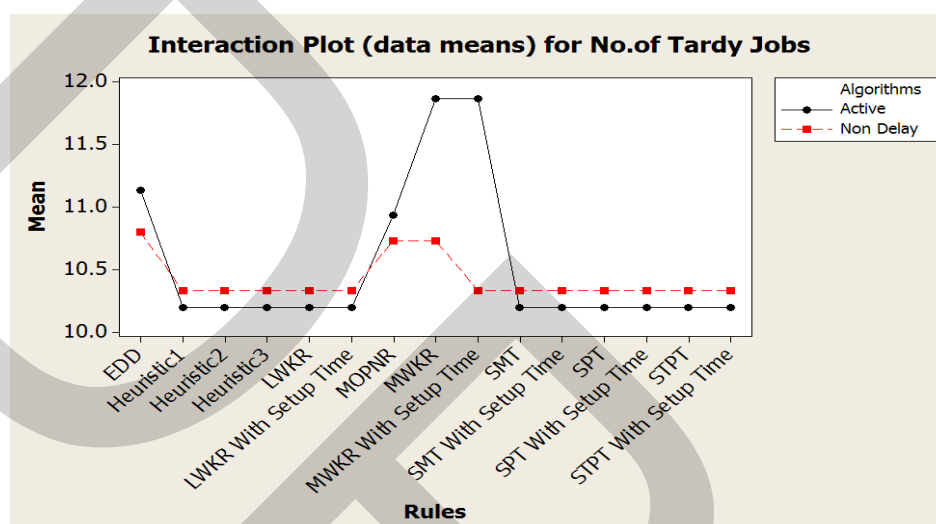 Interaction Plot (data means) for No.of Tardy Jobs
Algorithms
Active
Non Delay
12.0
11.5
11.0
10.5
10.0
Mean
EDD
Heuristic1
Heuristic2
Heuristic3
LWKR
LWKR With Setup Time
MOPNR
MWKR
MWKR With Setup Time
SMT
SMT With Setup Time
SPT
SPT With Setup Time
STPT
STPT With Setup Time
Rules